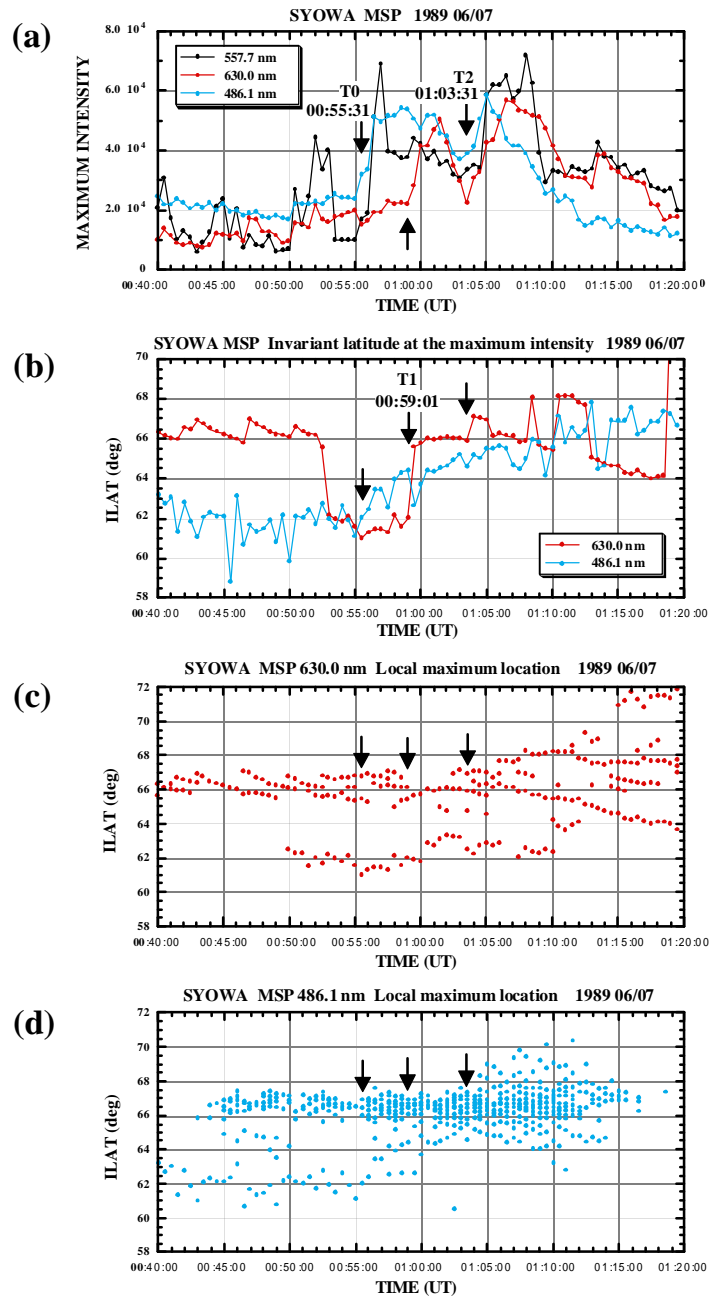 (a)
SYOWA MSP 1989 06/07
MAXIMUM INTENSITY
8.0 10⁴
6.0 10⁴
4.0 10⁴
2.0 10⁴
0
557.7 nm
630.0 nm
486.1 nm
T0
00:55:31
T2
01:03:31
00:40:00 00:45:00 00:50:00 00:55:00 01:00:00 01:05:00 01:10:00 01:15:00 01:20:00 0
TIME (UT)
(b)
SYOWA MSP Invariant latitude at the maximum intensity 1989 06/07
ILAT (deg)
70
68
66
64
62
60
58
T1
00:59:01
630.0 nm
486.1 nm
00:40:00 00:45:00 00:50:00 00:55:00 01:00:00 01:05:00 01:10:00 01:15:00 01:20:00
TIME (UT)
(c)
SYOWA MSP 630.0 nm Local maximum location 1989 06/07
ILAT (deg)
72
70
68
66
64
62
60
58
00:40:00 00:45:00 00:50:00 00:55:00 01:00:00 01:05:00 01:10:00 01:15:00 01:20:00
TIME (UT)
(d)
SYOWA MSP 486.1 nm Local maximum location 1989 06/07
ILAT (deg)
72
70
68
66
64
62
60
58
00:40:00 00:45:00 00:50:00 00:55:00 01:00:00 01:05:00 01:10:00 01:15:00 01:20:00
TIME (UT)